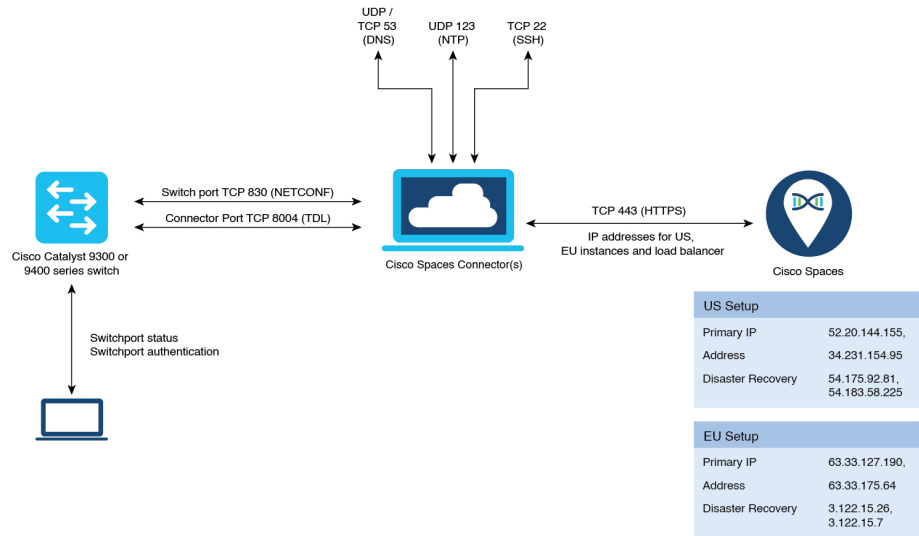 UDP /
TCP 53
(DNS)
UDP 123
(NTP)
TCP 22
(SSH)
Switch port TCP 830 (NETCONF)
Connector Port TCP 8004 (TDL)
Cisco Catalyst 9300 or
9400 series switch
Cisco Spaces Connector(s)
TCP 443 (HTTPS)
IP addresses for US,
EU instances and load balancer
Cisco Spaces
Switchport status
Switchport authentication
US Setup
Primary IP 52.20.144.155,
Address 34.231.154.95
Disaster Recovery 54.175.92.81,
54.183.58.225
EU Setup
Primary IP 63.33.127.190,
Address 63.33.175.64
Disaster Recovery 3.122.15.26,
3.122.15.7